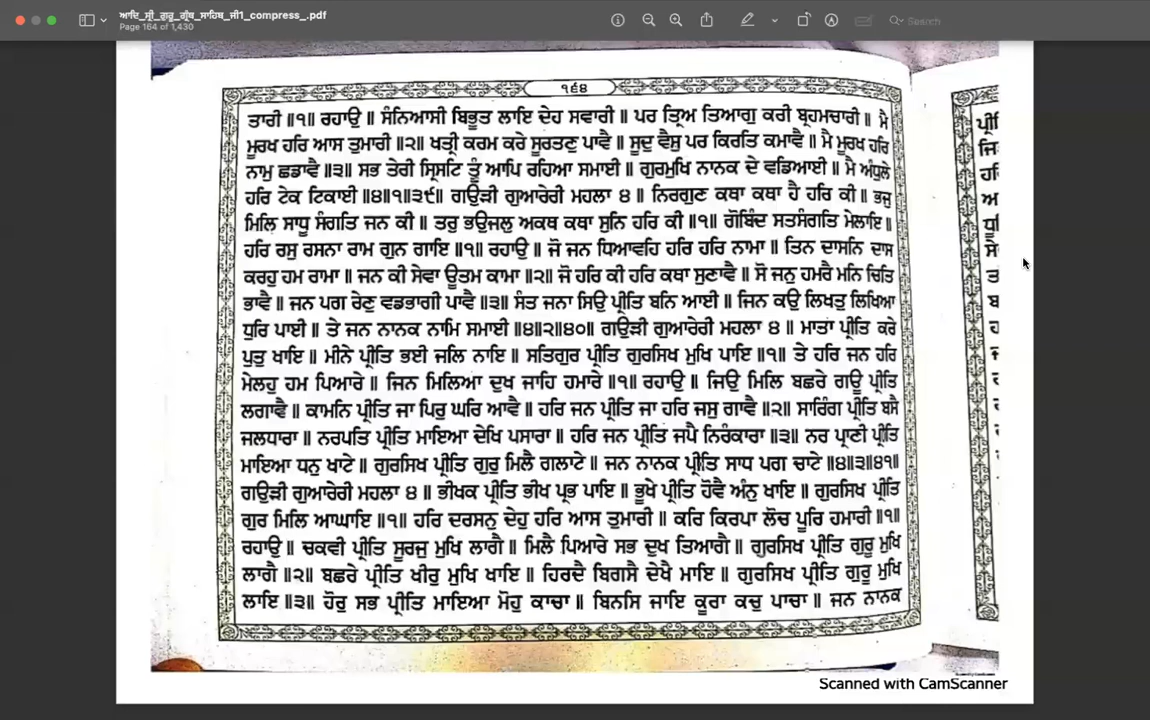 ਆਦਿ_ਸ੍ਰੀ_ਗੁਰੂ_ਗ੍ਰੰਥ_ਸਾਹਿਬ_ਜੀ1_compress_.pdf
Page 164 of 1,430
Search
੧੬੪
ਤਾਰੀ ॥੧॥ ਰਹਾਉ ॥ ਸੰਨਿਆਸੀ ਬਿਭੂਤ ਲਾਇ ਦੇਹ ਸਵਾਰੀ ॥ ਪਰ ਤ੍ਰਿਅ ਤਿਆਗੁ ਕਰੀ ਬ੍ਰਹਮਚਾਰੀ ॥ ਮੈ
ਮੂਰਖ ਹਰਿ ਆਸ ਤੁਮਾਰੀ ॥੨॥ ਖਤ੍ਰੀ ਕਰਮ ਕਰੇ ਸੂਰਤਣੁ ਪਾਵੈ ॥ ਸੂਦੁ ਵੈਸੁ ਪਰ ਕਿਰਤਿ ਕਮਾਵੈ ॥ ਮੈ ਮੂਰਖ ਹਰਿ
ਨਾਮੁ ਛਡਾਵੈ ॥੩॥ ਸਭ ਤੇਰੀ ਸ੍ਰਿਸਟਿ ਤੂੰ ਆਪਿ ਰਹਿਆ ਸਮਾਈ ॥ ਗੁਰਮੁਖਿ ਨਾਨਕ ਦੇ ਵਡਿਆਈ ॥ ਮੈ ਅੰਧੁਲੇ
ਹਰਿ ਟੇਕ ਟਿਕਾਈ ॥੪॥੧॥੩੯॥ ਗਉੜੀ ਗੁਆਰੇਰੀ ਮਹਲਾ ੪ ॥ ਨਿਰਗੁਣ ਕਥਾ ਕਥਾ ਹੈ ਹਰਿ ਕੀ ॥ ਭਜੁ
ਮਿਲਿ ਸਾਧੂ ਸੰਗਤਿ ਜਨ ਕੀ ॥ ਤਰੁ ਭਉਜਲੁ ਅਕਥ ਕਥਾ ਸੁਨਿ ਹਰਿ ਕੀ ॥੧॥ ਗੋਬਿੰਦ ਸਤਸੰਗਤਿ ਮੇਲਾਇ॥
ਹਰਿ ਰਸੁ ਰਸਨਾ ਰਾਮ ਗੁਨ ਗਾਇ ॥੧॥ ਰਹਾਉ ॥ ਜੋ ਜਨ ਧਿਆਵਹਿ ਹਰਿ ਹਰਿ ਨਾਮਾ ॥ ਤਿਨ ਦਾਸਨਿ ਦਾਸ
ਕਰਹੁ ਹਮ ਰਾਮਾ ॥ ਜਨ ਕੀ ਸੇਵਾ ਊਤਮ ਕਾਮਾ ॥੨॥ ਜੋ ਹਰਿ ਕੀ ਹਰਿ ਕਥਾ ਸੁਣਾਵੈ ॥ ਸੋ ਜਨੁ ਹਮਰੈ ਮਨਿ ਚਿਤਿ
ਭਾਵੈ ॥ ਜਨ ਪਗ ਰੇਣੁ ਵਡਭਾਗੀ ਪਾਵੈ ॥੩॥ ਸੰਤ ਜਨਾ ਸਿਉ ਪ੍ਰੀਤਿ ਬਨਿ ਆਈ ॥ ਜਿਨ ਕਉ ਲਿਖਤੁ ਲਿਖਿਆ
ਧੁਰਿ ਪਾਈ ॥ ਤੇ ਜਨ ਨਾਨਕ ਨਾਮਿ ਸਮਾਈ ॥੪॥੨॥੪੦॥ ਗਉੜੀ ਗੁਆਰੇਰੀ ਮਹਲਾ ੪ ॥ ਮਾਤਾ ਪ੍ਰੀਤਿ ਕਰੇ
ਪੁਤੁ ਖਾਇ ॥ ਮੀਨੇ ਪ੍ਰੀਤਿ ਭਈ ਜਲਿ ਨਾਇ ॥ ਸਤਿਗੁਰ ਪ੍ਰੀਤਿ ਗੁਰਸਿਖ ਮੁਖਿ ਪਾਇ ॥੧॥ ਤੇ ਹਰਿ ਜਨ ਹਰਿ
ਮੇਲਹੁ ਹਮ ਪਿਆਰੇ ॥ ਜਿਨ ਮਿਲਿਆ ਦੁਖ ਜਾਹਿ ਹਮਾਰੇ ॥੧॥ ਰਹਾਉ ॥ ਜਿਉ ਮਿਲਿ ਬਛਰੇ ਗਊ ਪ੍ਰੀਤਿ
ਲਗਾਵੈ ॥ ਕਾਮਨਿ ਪ੍ਰੀਤਿ ਜਾ ਪਿਰੁ ਘਰਿ ਆਵੈ ॥ ਹਰਿ ਜਨ ਪ੍ਰੀਤਿ ਜਾ ਹਰਿ ਜਸੁ ਗਾਵੈ ॥੨॥ ਸਾਰਿੰਗ ਪ੍ਰੀਤਿ ਬਸੈ
ਜਲਧਾਰਾ ॥ ਨਰਪਤਿ ਪ੍ਰੀਤਿ ਮਾਇਆ ਦੇਖਿ ਪਸਾਰਾ ॥ ਹਰਿ ਜਨ ਪ੍ਰੀਤਿ ਜਪੈ ਨਿਰੰਕਾਰਾ ॥੩॥ ਨਰ ਪ੍ਰਾਣੀ ਪ੍ਰੀਤਿ
ਮਾਇਆ ਧਨੁ ਖਾਟੇ ॥ ਗੁਰਸਿਖ ਪ੍ਰੀਤਿ ਗੁਰੁ ਮਿਲੈ ਗਲਾਟੇ ॥ ਜਨ ਨਾਨਕ ਪ੍ਰੀਤਿ ਸਾਧ ਪਗ ਚਾਟੇ ॥੪॥੩॥੪੧॥
ਗਉੜੀ ਗੁਆਰੇਰੀ ਮਹਲਾ ੪ ॥ ਭੀਖਕ ਪ੍ਰੀਤਿ ਭੀਖ ਪ੍ਰਭ ਪਾਇ ॥ ਭੂਖੇ ਪ੍ਰੀਤਿ ਹੋਵੈ ਅੰਨੁ ਖਾਇ ॥ ਗੁਰਸਿਖ ਪ੍ਰੀਤਿ
ਗੁਰ ਮਿਲਿ ਆਘਾਇ ॥੧॥ ਹਰਿ ਦਰਸਨੁ ਦੇਹੁ ਹਰਿ ਆਸ ਤੁਮਾਰੀ ॥ ਕਰਿ ਕਿਰਪਾ ਲੋਚ ਪੂਰਿ ਹਮਾਰੀ ॥੧॥
ਰਹਾਉ ॥ ਚਕਵੀ ਪ੍ਰੀਤਿ ਸੂਰਜੁ ਮੁਖਿ ਲਾਗੈ ॥ ਮਿਲੈ ਪਿਆਰੇ ਸਭ ਦੁਖ ਤਿਆਗੈ ॥ ਗੁਰਸਿਖ ਪ੍ਰੀਤਿ ਗੁਰੂ ਮੁਖਿ
ਲਾਗੈ ॥੨॥ ਬਛਰੇ ਪ੍ਰੀਤਿ ਖੀਰੁ ਮੁਖਿ ਖਾਇ ॥ ਹਿਰਦੈ ਬਿਗਸੈ ਦੇਖੈ ਮਾਇ ॥ ਗੁਰਸਿਖ ਪ੍ਰੀਤਿ ਗੁਰੂ ਮੁਖਿ
ਲਾਇ ॥੩॥ ਹੋਰੁ ਸਭ ਪ੍ਰੀਤਿ ਮਾਇਆ ਮੋਹੁ ਕਾਚਾ ॥ ਬਿਨਸਿ ਜਾਇ ਕੂਰਾ ਕਚੁ ਪਾਚਾ ॥ ਜਨ ਨਾਨਕ
Scanned with CamScanner